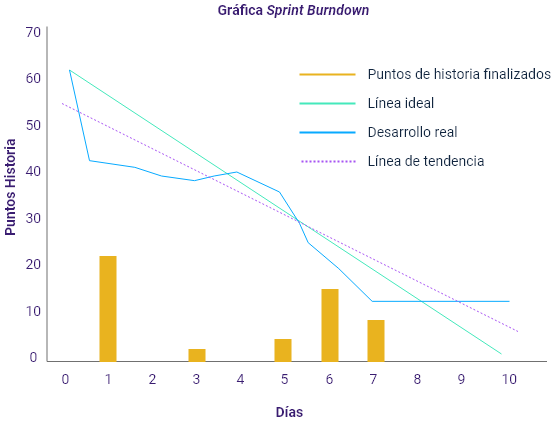 Gráfica Sprint Burndown
70
60
50
40
30
20
10
0
Puntos Historia
Puntos de historia finalizados
Línea ideal
Desarrollo real
Línea de tendencia
0 1 2 3 4 5 6 7 8 9 10
Días